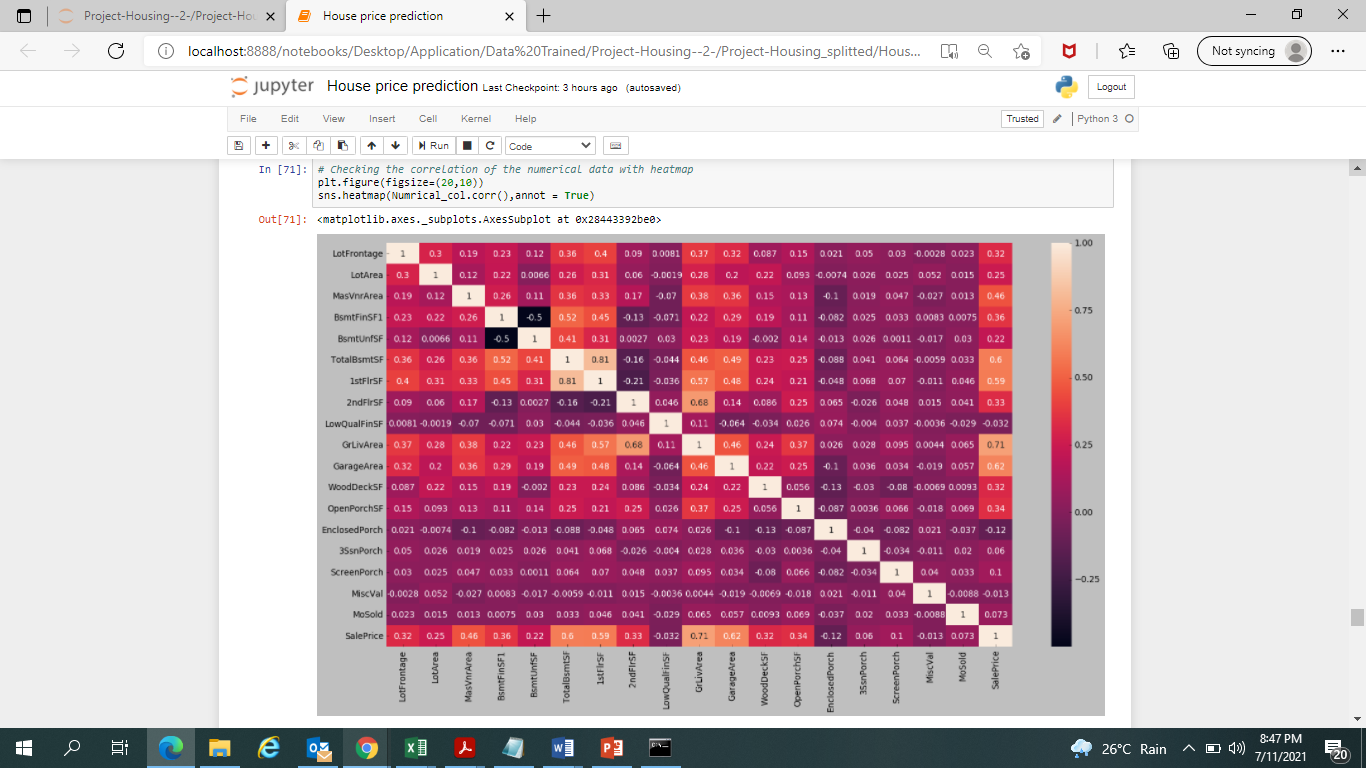 Project-Housing--2-/Project-Hou
House price prediction
localhost:8888/notebooks/Desktop/Application/Data%20Trained/Project-Housing--2-/Project-Housing_splitted/Hous...
Not syncing
jupyter House price prediction Last Checkpoint: 3 hours ago (autosaved)
Logout
File Edit View Insert Cell Kernel Help
Trusted Python 3
Run Code
In [71]: # Checking the correlation of the numerical data with heatmap
plt.figure(figsize=(20,10))
sns.heatmap(Numrical_col.corr(),annot = True)
Out[71]: <matplotlib.axes._subplots.AxesSubplot at 0x28443392be0>
LotFrontage 1 0.3 0.19 0.23 0.12 0.36 0.4 0.09 0.0081 0.37 0.32 0.087 0.15 0.021 0.05 0.03 -0.0028 0.023 0.32
LotArea 0.3 1 0.12 0.22 0.0066 0.26 0.31 0.06 -0.0019 0.28 0.2 0.22 0.093 -0.0074 0.026 0.025 0.052 0.015 0.25
MasVnrArea 0.19 0.12 1 0.26 0.11 0.36 0.33 0.17 -0.07 0.38 0.36 0.15 0.13 -0.1 0.019 0.047 -0.027 0.013 0.46
BsmtFinSF1 0.23 0.22 0.26 1 -0.5 0.52 0.45 -0.13 -0.071 0.22 0.29 0.19 0.11 -0.082 0.025 0.033 0.0083 0.0075 0.36
BsmtUnfSF 0.12 0.0066 0.11 -0.5 1 0.41 0.31 0.0027 0.03 0.23 0.19 -0.002 0.14 -0.013 0.026 0.0011 -0.017 0.03 0.22
TotalBsmtSF 0.36 0.26 0.36 0.52 0.41 1 0.81 -0.16 -0.044 0.46 0.49 0.23 0.25 -0.088 0.041 0.064 -0.0059 0.033 0.6
1stFlrSF 0.4 0.31 0.33 0.45 0.31 0.81 1 -0.21 -0.036 0.57 0.48 0.24 0.21 -0.048 0.068 0.07 -0.011 0.046 0.59
2ndFlrSF 0.09 0.06 0.17 -0.13 0.0027 -0.16 -0.21 1 0.046 0.68 0.14 0.086 0.25 0.065 -0.026 0.048 0.015 0.041 0.33
LowQualFinSF 0.0081 -0.0019 -0.07 -0.071 0.03 -0.044 -0.036 0.046 1 0.11 -0.064 -0.034 0.026 0.074 -0.004 0.037 -0.0036 -0.029 -0.032
GrLivArea 0.37 0.28 0.38 0.22 0.23 0.46 0.57 0.68 0.11 1 0.46 0.24 0.37 0.026 0.028 0.095 0.0044 0.065 0.71
GarageArea 0.32 0.2 0.36 0.29 0.19 0.49 0.48 0.14 -0.064 0.46 1 0.22 0.25 -0.1 0.036 0.034 -0.019 0.057 0.62
WoodDeckSF 0.087 0.22 0.15 0.19 -0.002 0.23 0.24 0.086 -0.034 0.24 0.22 1 0.056 -0.13 -0.03 -0.08 -0.0069 0.0093 0.32
OpenPorchSF 0.15 0.093 0.13 0.11 0.14 0.25 0.21 0.25 0.026 0.37 0.25 0.056 1 -0.087 0.0036 0.066 -0.018 0.069 0.34
EnclosedPorch 0.021 -0.0074 -0.1 -0.082 -0.013 -0.088 -0.048 0.065 0.074 0.026 -0.1 -0.13 -0.087 1 -0.04 -0.082 0.021 -0.037 -0.12
3SsnPorch 0.05 0.026 0.019 0.025 0.026 0.041 0.068 -0.026 -0.004 0.028 0.036 -0.03 0.0036 -0.04 1 -0.034 -0.011 0.02 0.06
ScreenPorch 0.03 0.025 0.047 0.033 0.0011 0.064 0.07 0.048 0.037 0.095 0.034 -0.08 0.066 -0.082 -0.034 1 0.04 0.033 0.1
MiscVal -0.0028 0.052 -0.027 0.0083 -0.017 -0.0059 -0.011 0.015 -0.0036 0.0044 -0.019 -0.0069 -0.018 0.021 -0.011 0.04 1 -0.0088 -0.013
MoSold 0.023 0.015 0.013 0.0075 0.03 0.033 0.046 0.041 -0.029 0.065 0.057 0.0093 0.069 -0.037 0.02 0.033 -0.0088 1 0.073
SalePrice 0.32 0.25 0.46 0.36 0.22 0.6 0.59 0.33 -0.032 0.71 0.62 0.32 0.34 -0.12 0.06 0.1 -0.013 0.073 1
LotFrontage LotArea MasVnrArea BsmtFinSF1 BsmtUnfSF TotalBsmtSF 1stFlrSF 2ndFlrSF LowQualFinSF GrLivArea GarageArea WoodDeckSF OpenPorchSF EnclosedPorch 3SsnPorch ScreenPorch MiscVal MoSold SalePrice
1.00
0.75
0.50
0.25
0.00
−0.25
26°C Rain
8:47 PM
7/11/2021
20